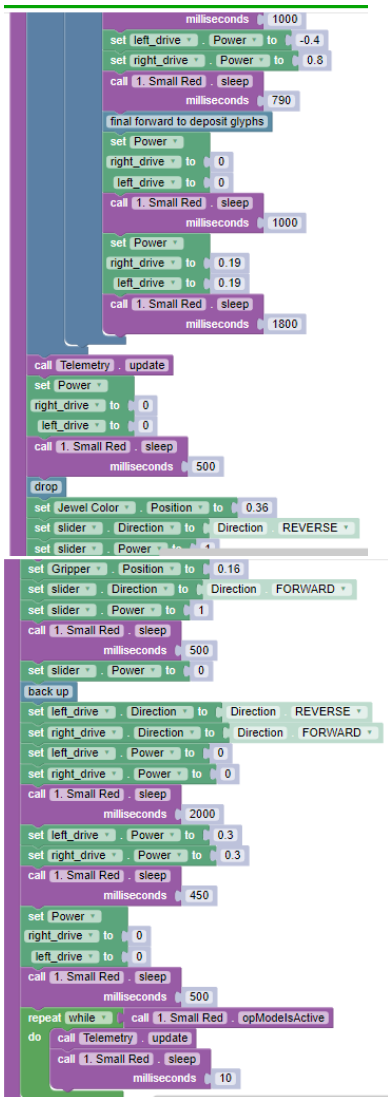 milliseconds 1000
set left_drive . Power to -0.4
set right_drive . Power to 0.8
call 1. Small Red . sleep
milliseconds 790
final forward to deposit glyphs
set Power
right_drive to 0
left_drive to 0
call 1. Small Red . sleep
milliseconds 1000
set Power
right_drive to 0.19
left_drive to 0.19
call 1. Small Red . sleep
milliseconds 1800
call Telemetry . update
set Power
right_drive to 0
left_drive to 0
call 1. Small Red . sleep
milliseconds 500
drop
set Jewel Color . Position to 0.36
set slider . Direction to Direction . REVERSE
set slider . Power to 1
set Gripper . Position to 0.16
set slider . Direction to Direction . FORWARD
set slider . Power to 1
call 1. Small Red . sleep
milliseconds 500
set slider . Power to 0
back up
set left_drive . Direction to Direction . REVERSE
set right_drive . Direction to Direction . FORWARD
set left_drive . Power to 0
set right_drive . Power to 0
call 1. Small Red . sleep
milliseconds 2000
set left_drive . Power to 0.3
set right_drive . Power to 0.3
call 1. Small Red . sleep
milliseconds 450
set Power
right_drive to 0
left_drive to 0
call 1. Small Red . sleep
milliseconds 500
repeat while call 1. Small Red . opModeIsActive
do call Telemetry . update
call 1. Small Red . sleep
milliseconds 10